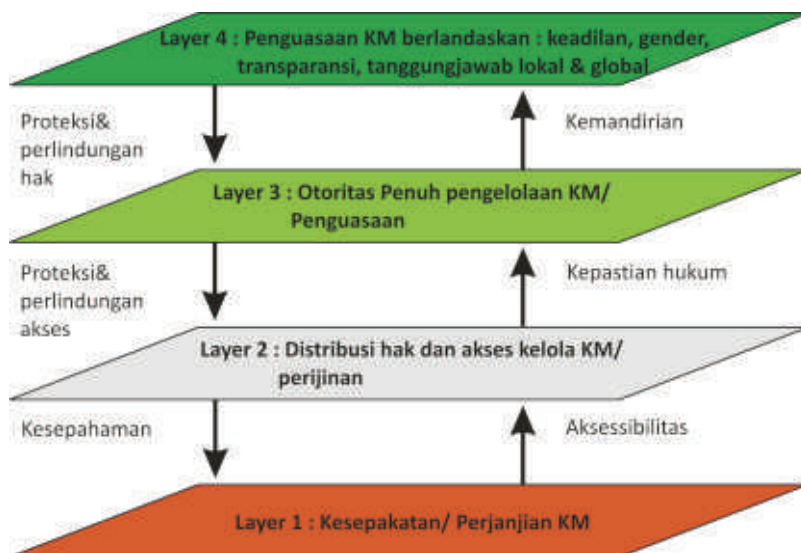 Layer 4 : Penguasaan KM berlandaskan : keadilan, gender,
transparansi, tanggungjawab lokal & global
Proteksi&
perlindungan
hak
Kemandirian
Layer 3 : Otoritas Penuh pengelolaan KM/
Penguasaan
Proteksi&
perlindungan
akses
Kepastian hukum
Layer 2 : Distribusi hak dan akses kelola KM/
perijinan
Kesepahaman
Aksessibilitas
Layer 1 : Kesepakatan/ Perjanjian KM